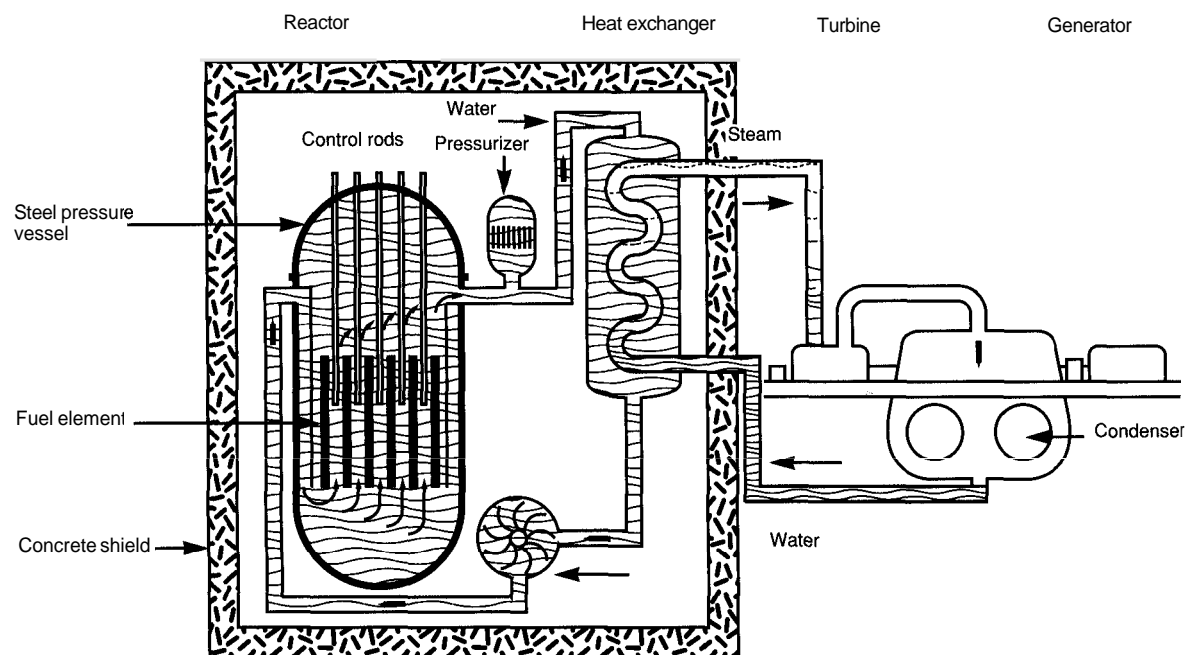 Reactor
Heat exchanger
Turbine
Generator
Water
Control rods
Pressurizer
Steam
Steel pressure
vessel
Fuel element
Condenser
Concrete shield
Water